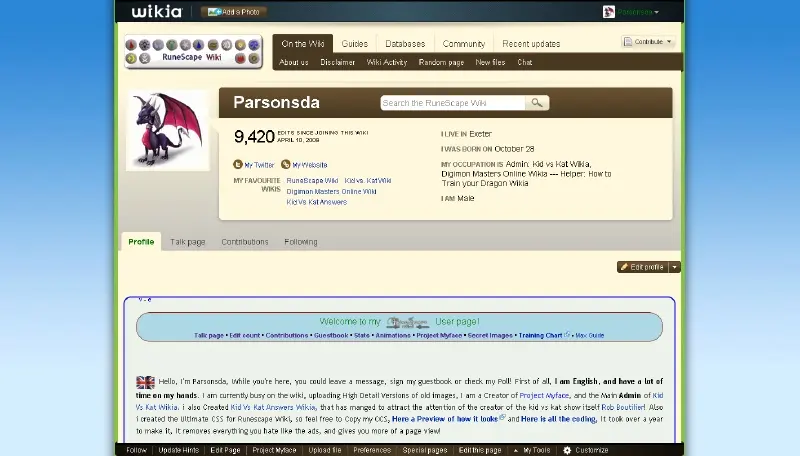 wikia Add a Photo Parsonsda
RuneScape Wiki
On the Wiki Guides Databases Community Recent updates Contribute
About us Disclaimer Wiki Activity Random page New files Chat
Parsonsda
Search the RuneScape Wiki
9,420 EDITS SINCE JOINING THIS WIKI
APRIL 10, 2009
My Twitter My Website
MY FAVOURITE WIKIS
RuneScape Wiki Kid vs. Kat Wiki
Digimon Masters Online Wiki
Kid Vs Kat Answers
I LIVE IN Exeter
I WAS BORN ON October 28
MY OCCUPATION IS Admin: Kid vs Kat Wikia,
Digimon Masters Online Wikia --- Helper: How to
Train your Dragon Wikia
I AM Male
Profile Talk page Contributions Following
Edit profile
v - e
Welcome to my RuneScape User page!
Talk page • Edit count • Contributions • Guestbook • Stats • Animations • Project Myface • Secret Images • Training Chart • Max Guide
Hello, I'm Parsonsda, While you're here, you could leave a message, sign my guestbook or check my Poll! First of all, I am English, and have a lot of
time on my hands. I am currently busy on the wiki, uploading High Detail Versions of old images, I am a Creator of Project Myface, and the Main Admin of Kid
Vs Kat Wikia. i also Created Kid Vs Kat Answers Wikia, that has manged to attract the attention of the creator of the kid vs kat show itself Rob Boutilier! Also
i created the Ultimate CSS for Runescape Wiki, so feel free to Copy my CCS, Here a Preview of how it looks and Here is all the coding, It took over a year
to make it, it removes everything you hate like the ads, and gives you more of a page view!
Follow Update Hints Edit Page Project Myface Upload file Preferences Special pages Edit this page My Tools Customize